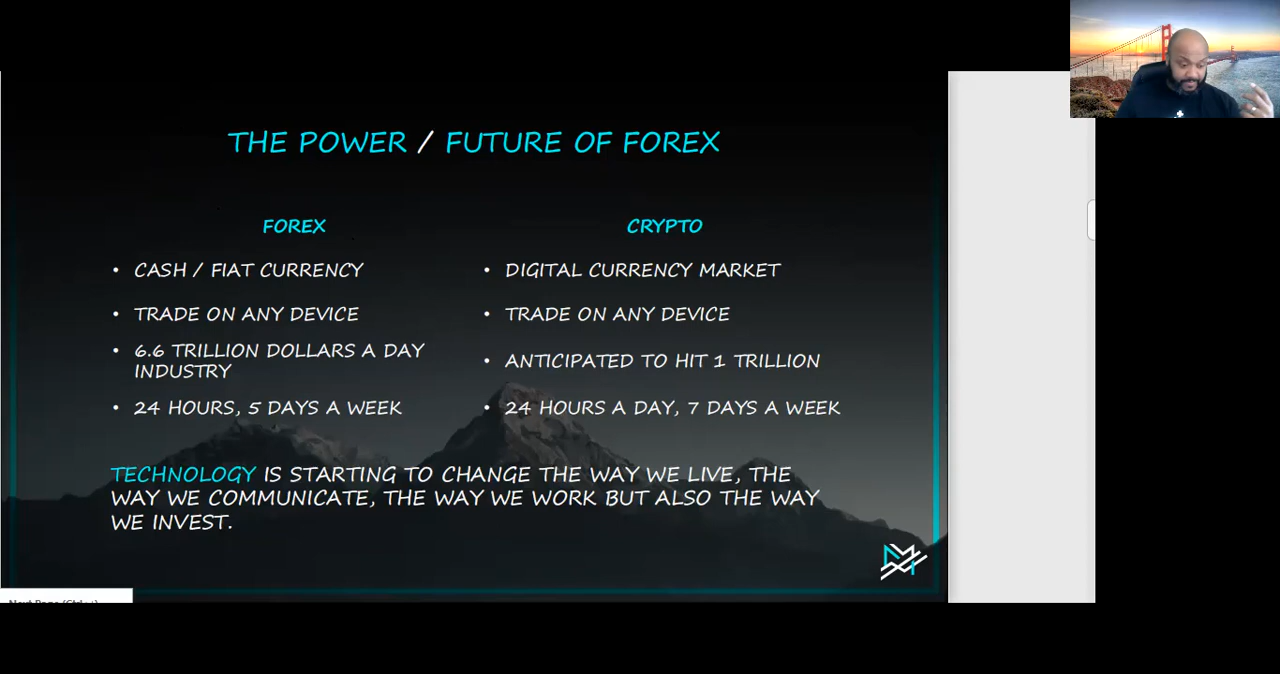 THE POWER / FUTURE OF FOREX
FOREX
• CASH / FIAT CURRENCY
• TRADE ON ANY DEVICE
• 6.6 TRILLION DOLLARS A DAY
INDUSTRY
• 24 HOURS, 5 DAYS A WEEK
CRYPTO
• DIGITAL CURRENCY MARKET
• TRADE ON ANY DEVICE
• ANTICIPATED TO HIT 1 TRILLION
• 24 HOURS A DAY, 7 DAYS A WEEK
TECHNOLOGY IS STARTING TO CHANGE THE WAY WE LIVE, THE
WAY WE COMMUNICATE, THE WAY WE WORK BUT ALSO THE WAY
WE INVEST.